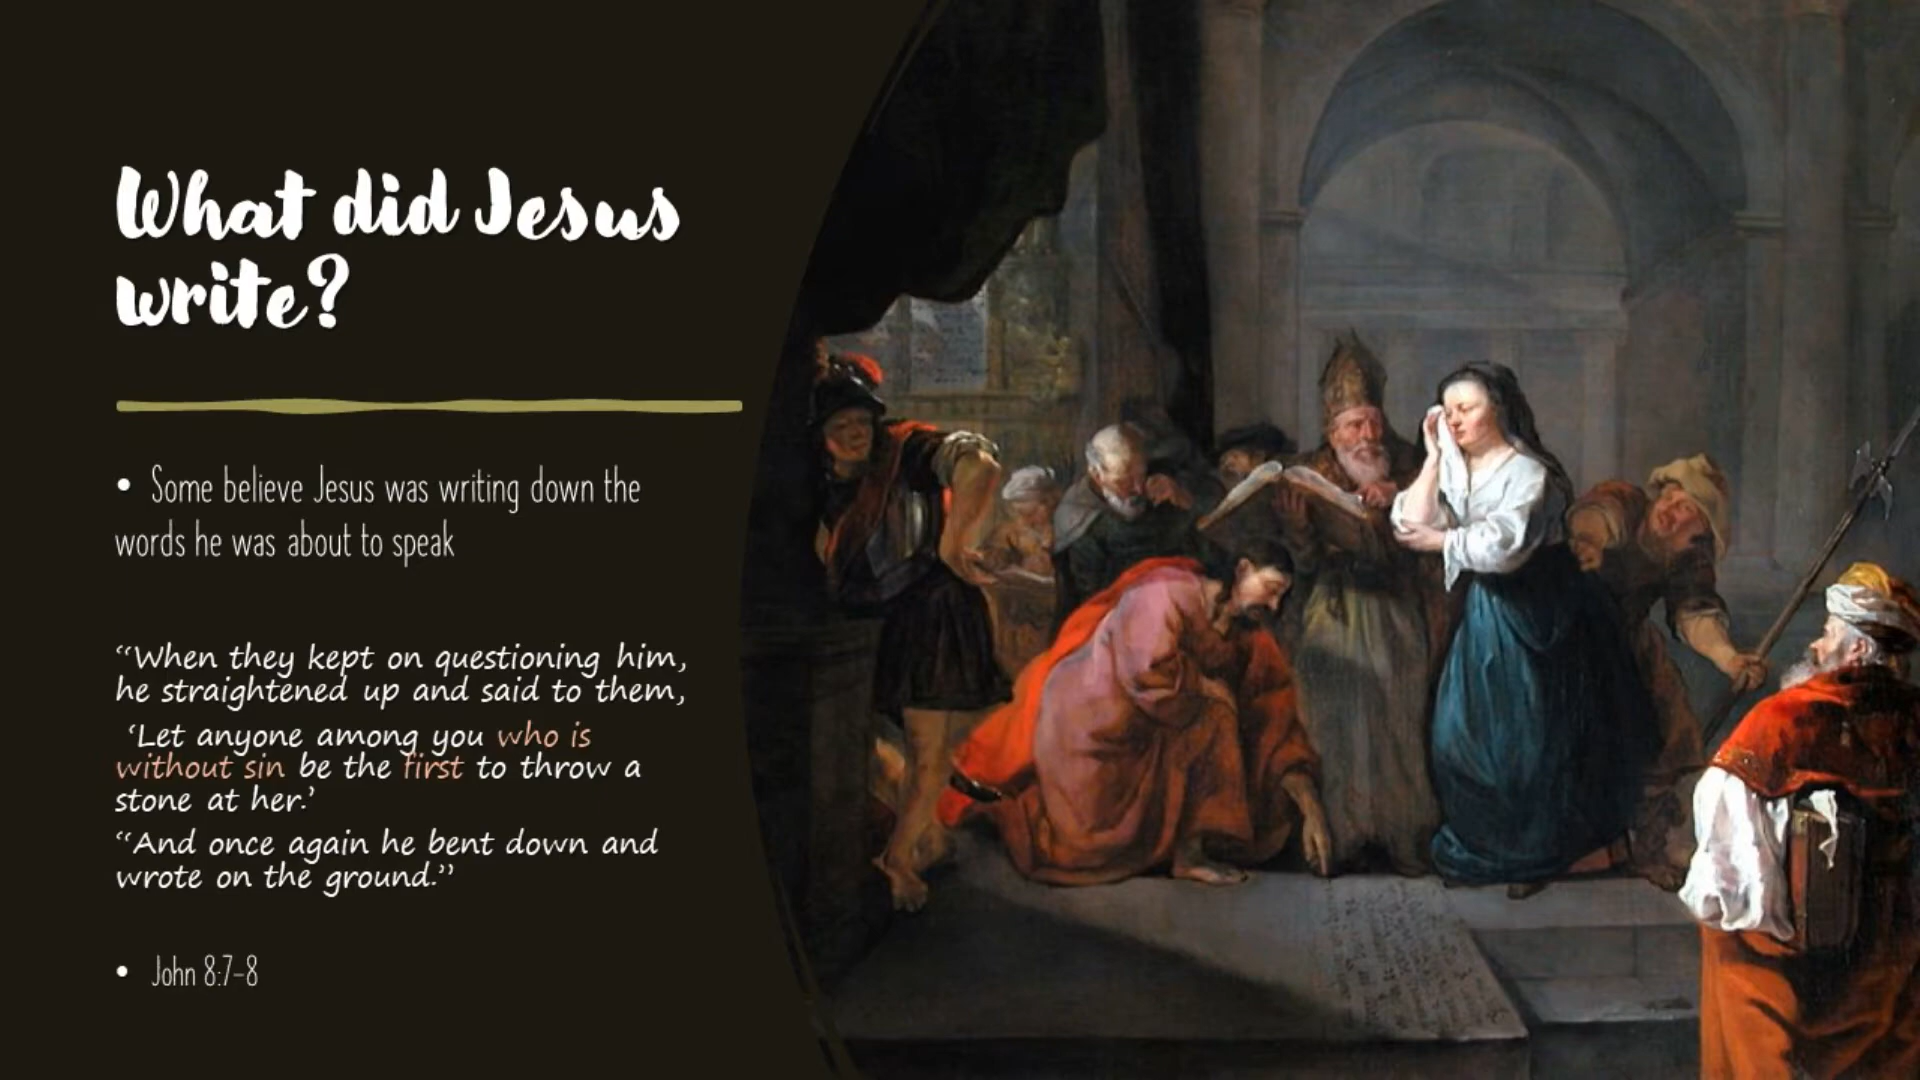 What did Jesus
write?
• Some believe Jesus was writing down the
words he was about to speak
“When they kept on questioning him,
he straightened up and said to them,
‘Let anyone among you who is
without sin be the first to throw a
stone at her.’
“And once again he bent down and
wrote on the ground.”
• John 8:7-8